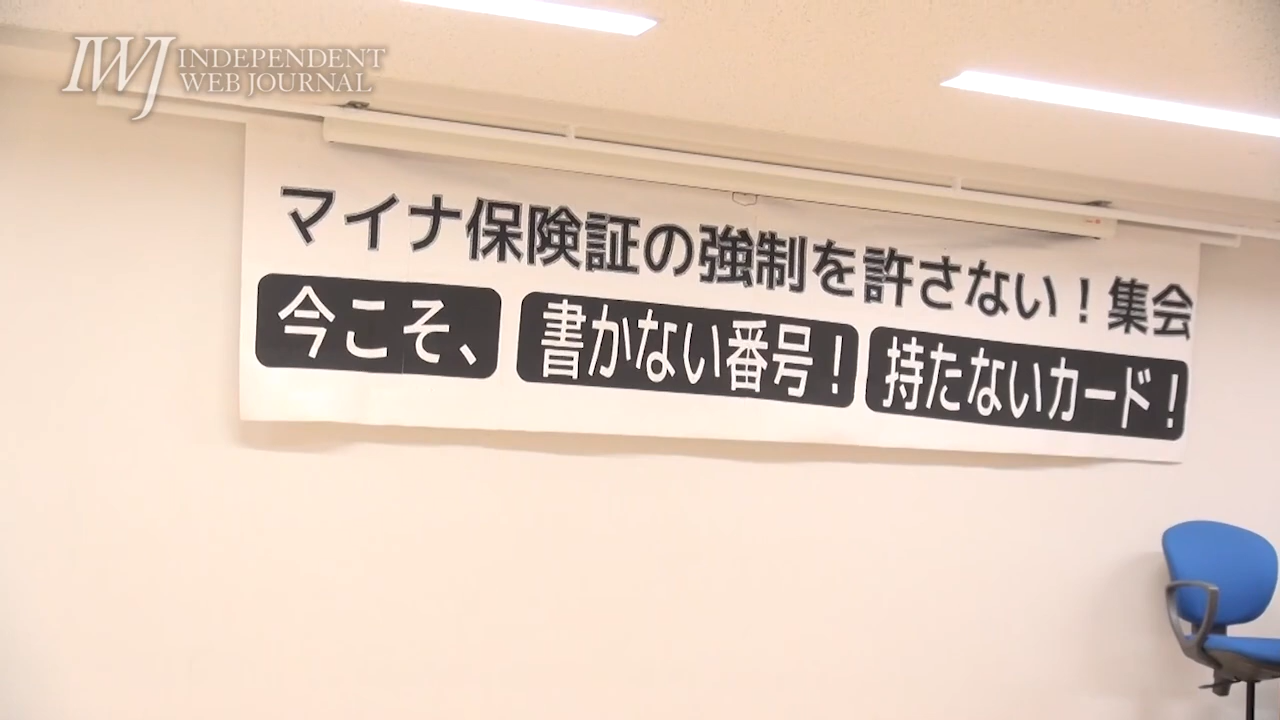 IWJ INDEPENDENT
WEB JOURNAL
マイナ保険証の強制を許さない！集会
今こそ、 書かない番号！ 持たないカード！